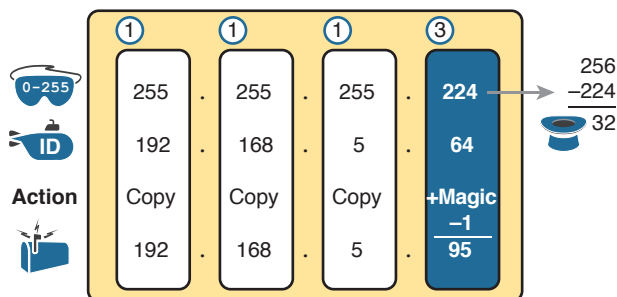 1 1 1 3
0–255 255 . 255 . 255 . 224 256
–224
32
ID 192 . 168 . 5 . 64
Action Copy Copy Copy +Magic
–1
192 . 168 . 5 . 95